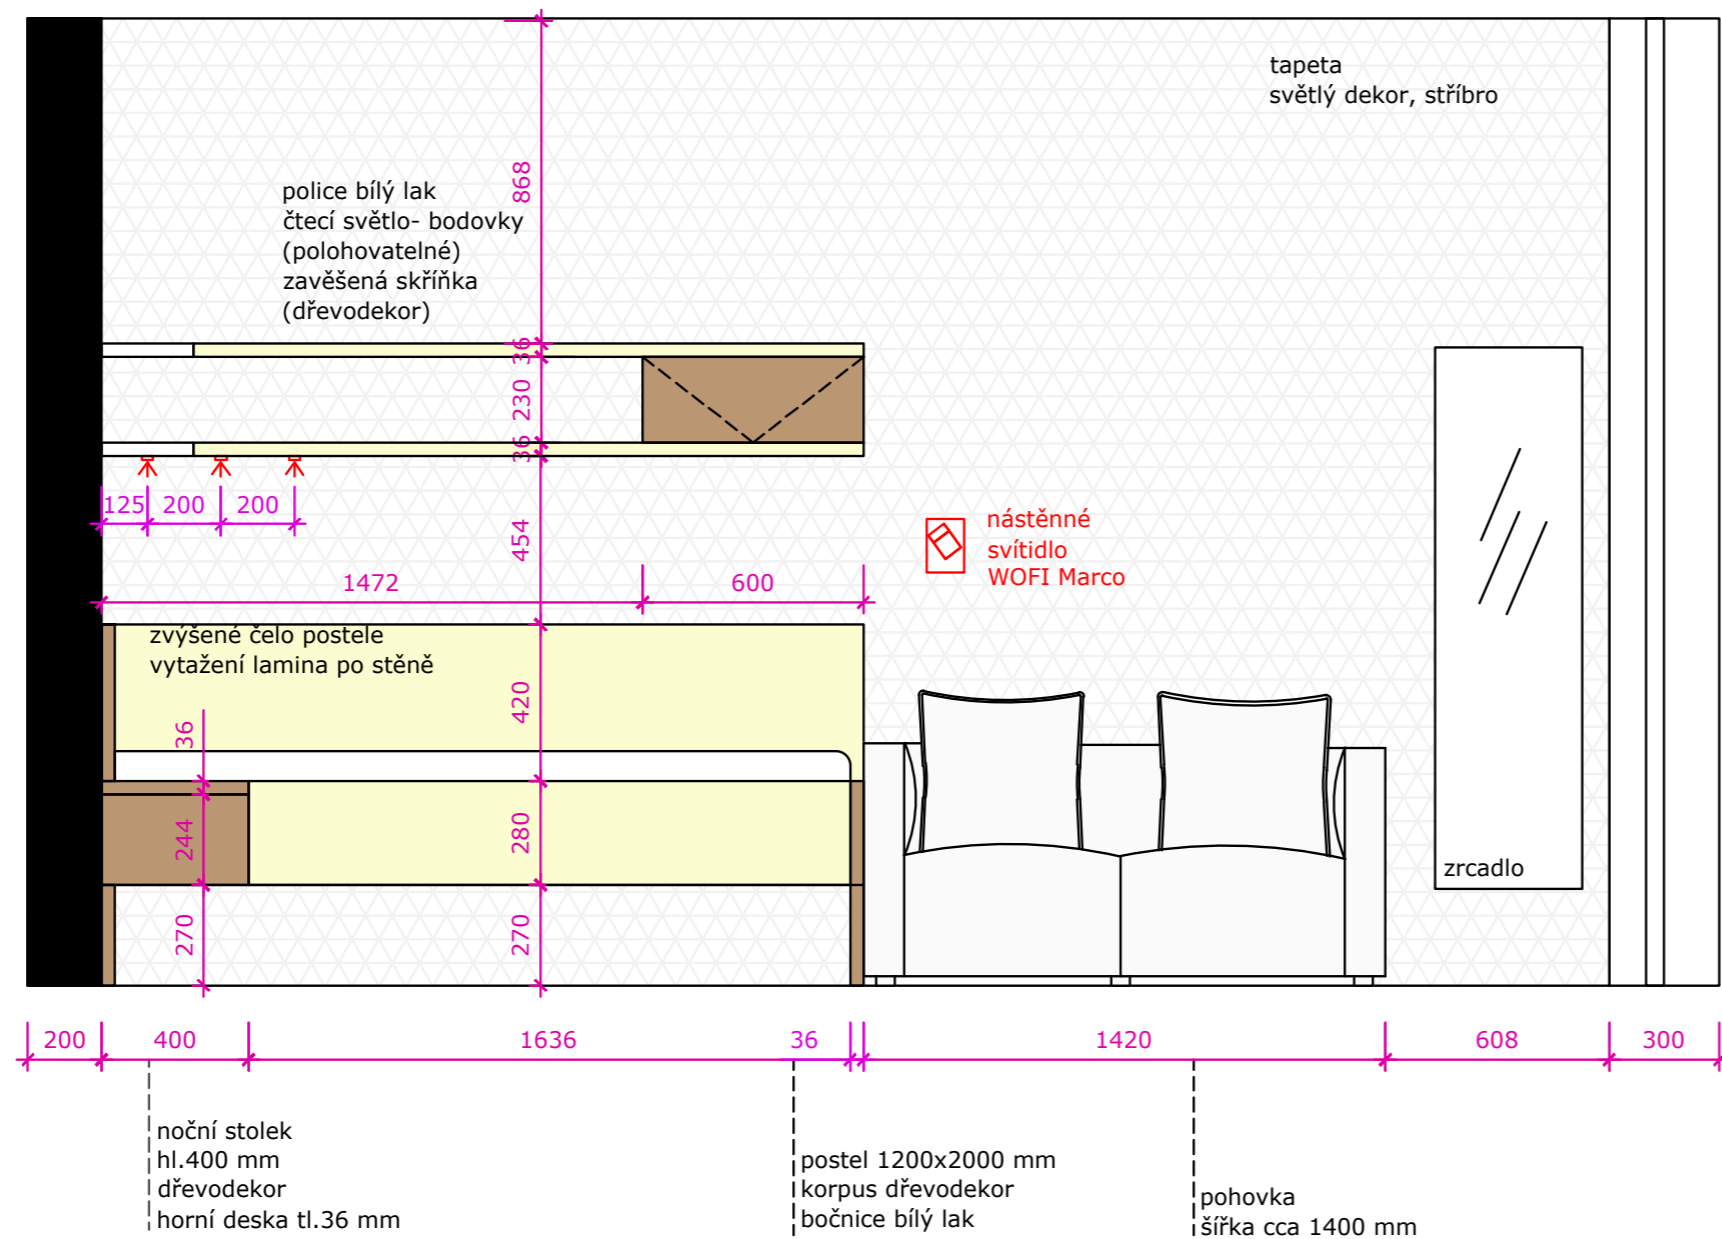 tapeta
světlý dekor, stříbro
868
police bílý lak
čtecí světlo- bodovky
(polohovatelné)
zavěšená skříňka
(dřevodekor)
36
230
36
125
200
200
454
nástěnné
svítidlo
WOFI Marco
1472
600
zvýšené čelo postele
vytažení lamina po stěně
420
36
244
280
zrcadlo
270
270
200
400
1636
36
1420
608
300
noční stolek
hl.400 mm
dřevodekor
horní deska tl.36 mm
postel 1200x2000 mm
korpus dřevodekor
bočnice bílý lak
pohovka
šířka cca 1400 mm